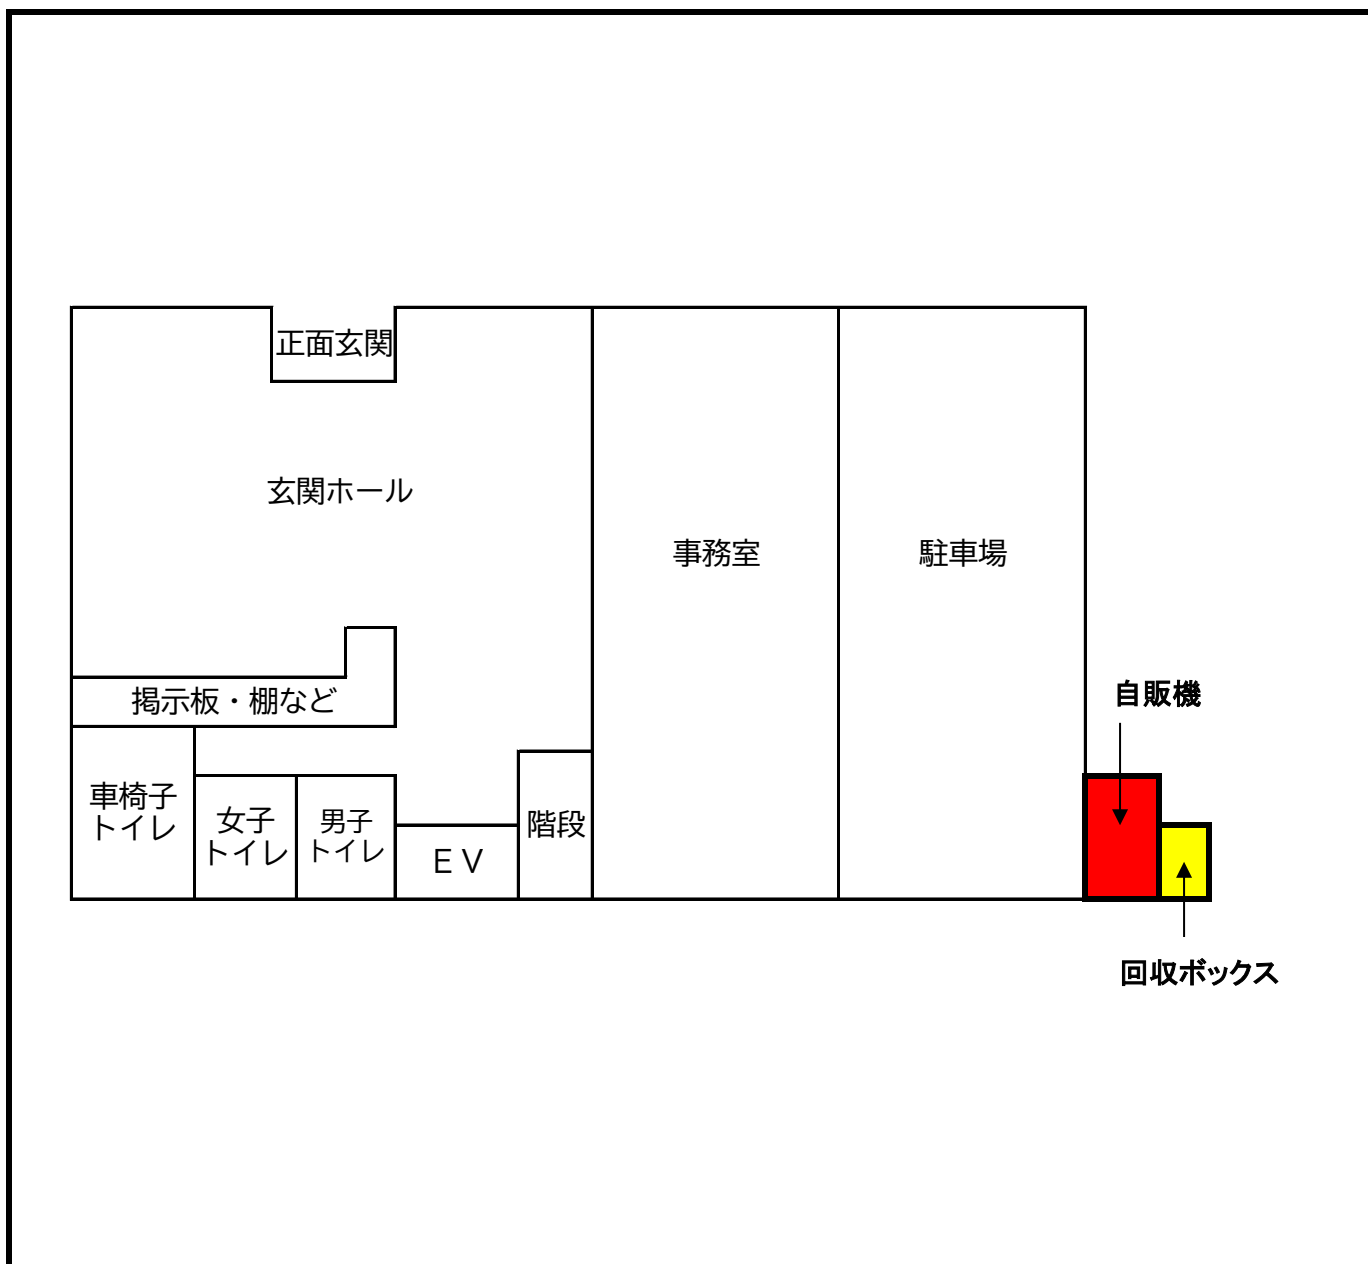 正面玄関
玄関ホール
事務室
駐車場
自販機
掲示板・棚など
車椅子
トイレ
女子
トイレ
男子
トイレ
ＥＶ
階段
回収ボックス